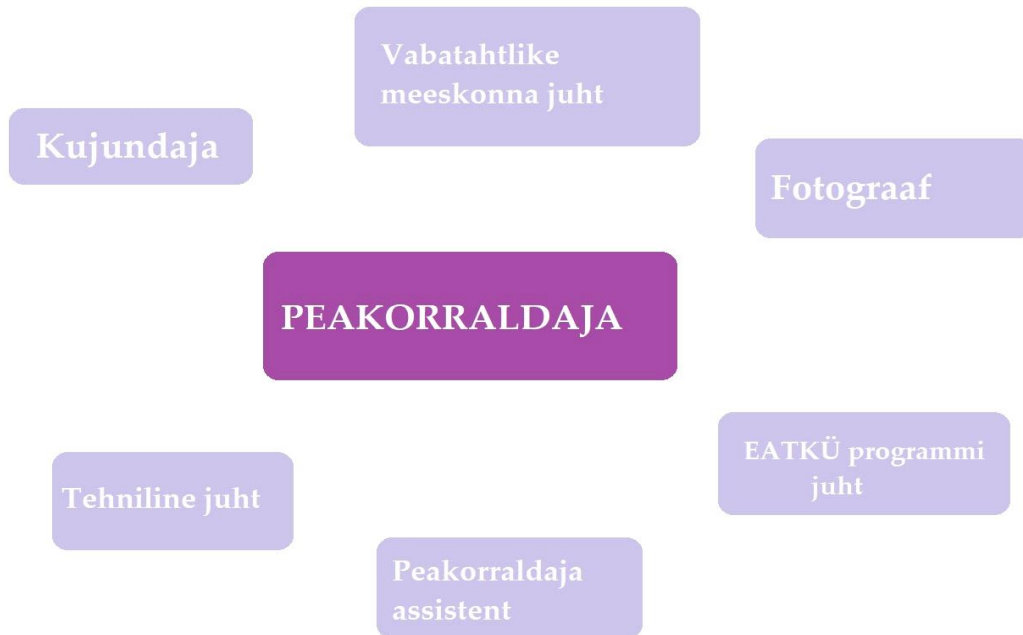 Vabatahtlike
meeskonna juht
Kujundaja
Fotograaf
PEAKORRALDAJA
EATKÜ programmi
juht
Tehniline juht
Peakorraldaja
assistent